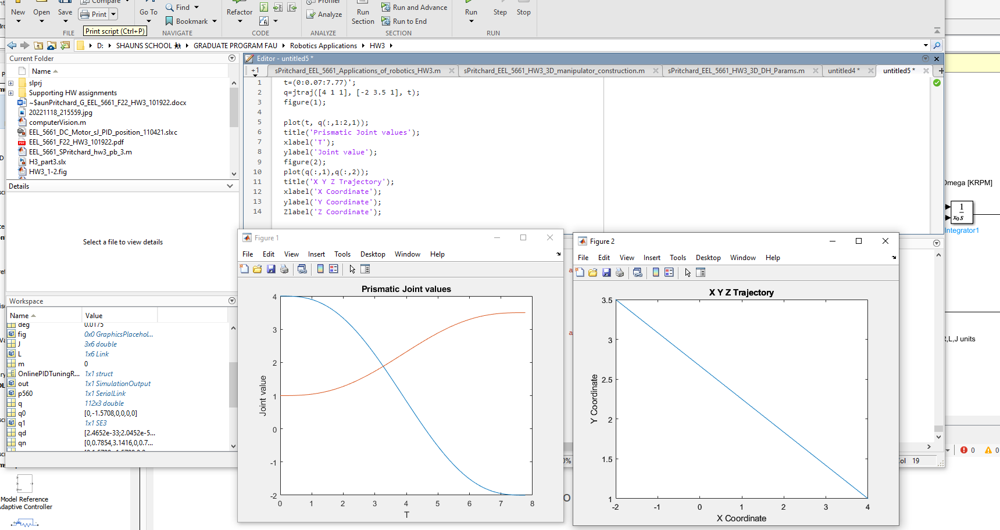 Compare
Profiler
New
Open
Save
Print
Go To
Find
Bookmark
Refactor
Analyze
Run
Section
Run and Advance
Run to End
Run
Step
Stop
FILE
Print script (Ctrl+P)
NAVIGATE
CODE
ANALYZE
SECTION
RUN
D:
SHAUNS SCHOOL
GRADUATE PROGRAM FAU
Robotics Applications
HW3
Current Folder
Name
slprj
Supporting HW assignments
~$aunPritchard_G_EEL_5661_F22_HW3_101922.docx
20221118_215559.jpg
computerVision.m
EEL_5661_DC_Motor_sJ_PID_position_110421.slxc
EEL_5661_F22_HW3_101922.pdf
EEL_5661_SPritchard_hw3_pb_3.m
H3_part3.slx
HW3_1-2.fig
Details
Select a file to view details
Workspace
Name Value
deg 0.0175
fig 0x0 GraphicsPlacehol...
J 3x6 double
L 1x6 Link
m 0
OnlinePIDTuningR... 1x1 struct
out 1x1 SimulationOutput
p560 1x1 SerialLink
q 112x3 double
q0 [0,-1.5708,0,0,0,0]
q1 1x1 SE3
qd [2.4652e-33;2.0452e-5...
qn [0,0.7854,3.1416,0,0.7...
Model Reference
Adaptive Controller
Editor - untitled5 *
+1
sPritchard_EEL_5661_Applications_of_robotics_HW3.m
sPritchard_EEL_5661_HW3_3D_manipulator_construction.m
sPritchard_EEL_5661_HW3_3D_DH_Params.m
untitled4 *
untitled5 *
1 t=(0:0.07:7.77)';
2 q=jtraj([4 1 1], [-2 3.5 1], t);
3 figure(1);
4
5 plot(t, q(:,1:2,1));
6 title('Prismatic Joint values');
7 xlabel('T');
8 ylabel('Joint value');
9 figure(2);
10 plot(q(:,1),q(:,2));
11 title('X Y Z Trajectory');
12 xlabel('X Coordinate');
13 ylabel('Y Coordinate');
14 Zlabel('Z Coordinate');
Figure 1
File Edit View Insert Tools Desktop Window Help
Prismatic Joint values
4
3
2
1
0
-1
-2
Joint value
0 1 2 3 4 5 6 7 8
T
Figure 2
File Edit View Insert Tools Desktop Window Help
X Y Z Trajectory
3.5
3
2.5
2
1.5
1
Y Coordinate
-2 -1 0 1 2 3 4
X Coordinate
Omega [KRPM]
1
x₀ s
Integrator1
R,L,J units
0 0
0%
ol 19